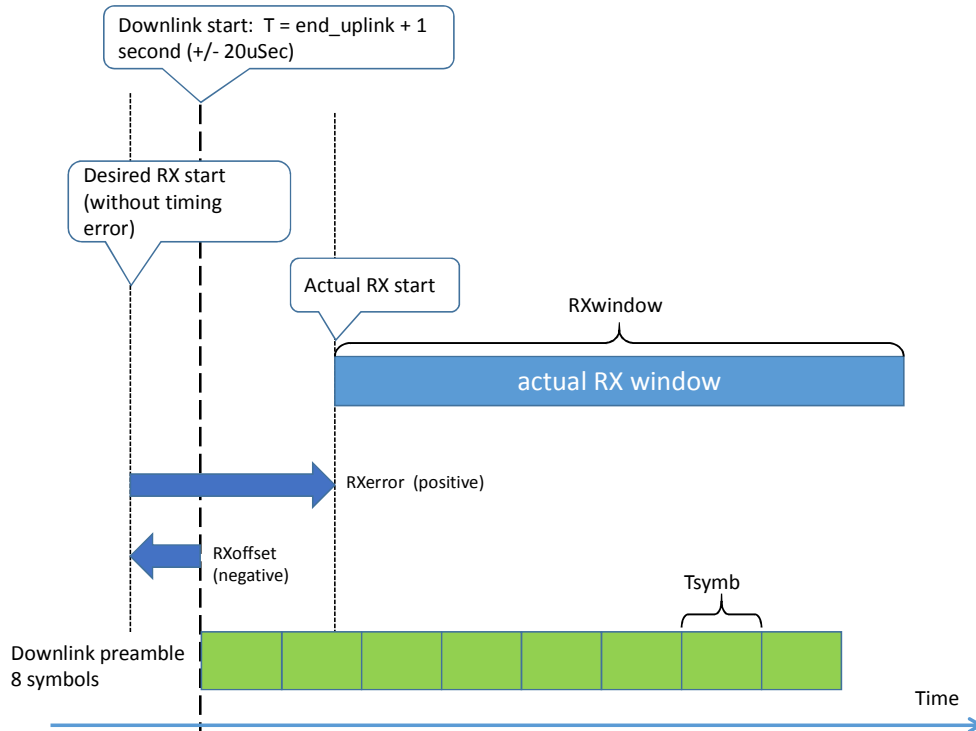 Downlink start:  T = end_uplink + 1
second (+/- 20uSec)
Desired RX start
(without timing
error)
Actual RX start
RXwindow
actual RX window
RXerror  (positive)
RXoffset
(negative)
Tsymb
Downlink preamble
8 symbols
Time